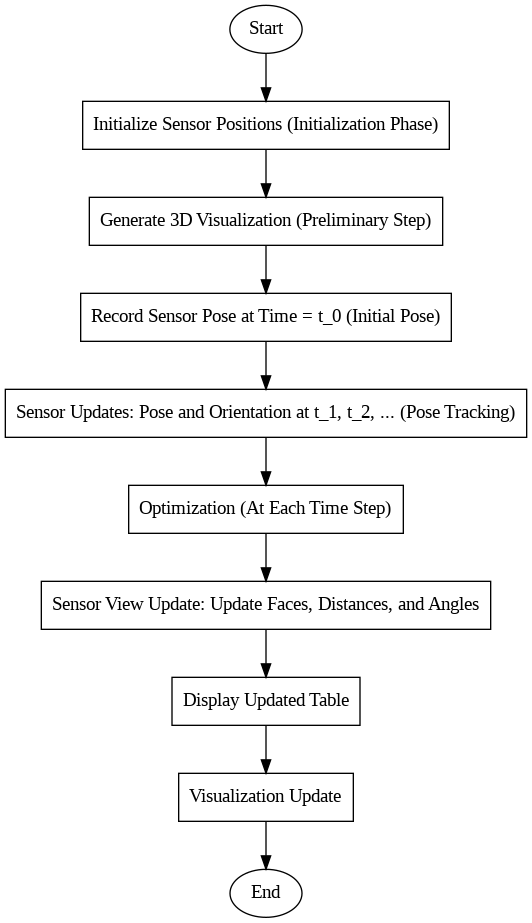 Start
Initialize Sensor Positions (Initialization Phase)
Generate 3D Visualization (Preliminary Step)
Record Sensor Pose at Time = t_0 (Initial Pose)
Sensor Updates: Pose and Orientation at t_1, t_2, ... (Pose Tracking)
Optimization (At Each Time Step)
Sensor View Update: Update Faces, Distances, and Angles
Display Updated Table
Visualization Update
End